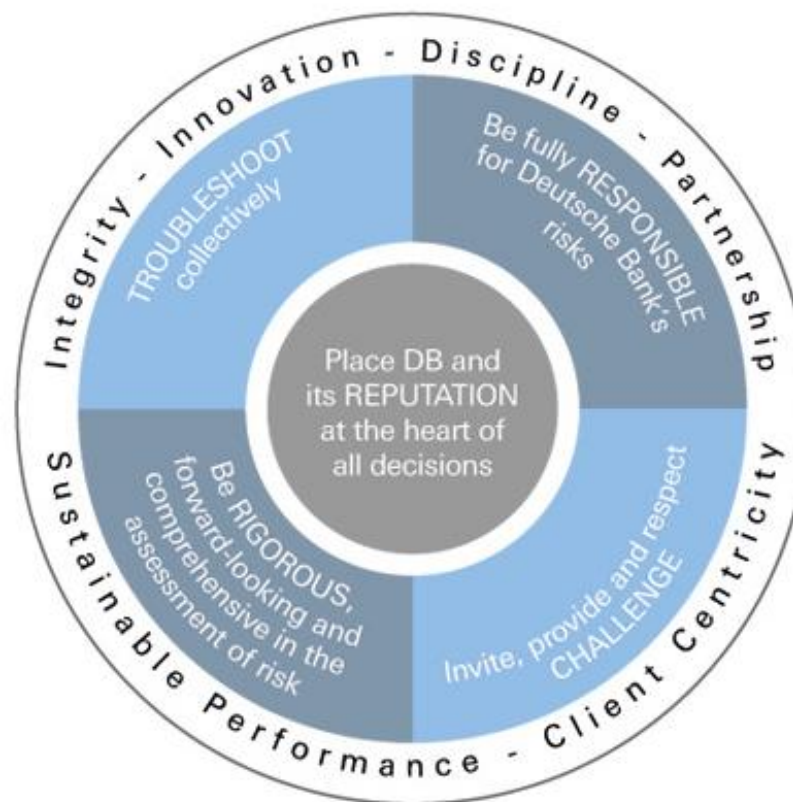 Integrity - Innovation - Discipline - Partnership
TROUBLESHOOT
collectively
Be fully RESPONSIBLE
for Deutsche Bank's
risks
Place DB and
its REPUTATION
at the heart of
all decisions
Be RIGOROUS,
forward-looking and
comprehensive in the
assessment of risk
Invite, provide and respect
CHALLENGE
Sustainable Performance - Client Centricity